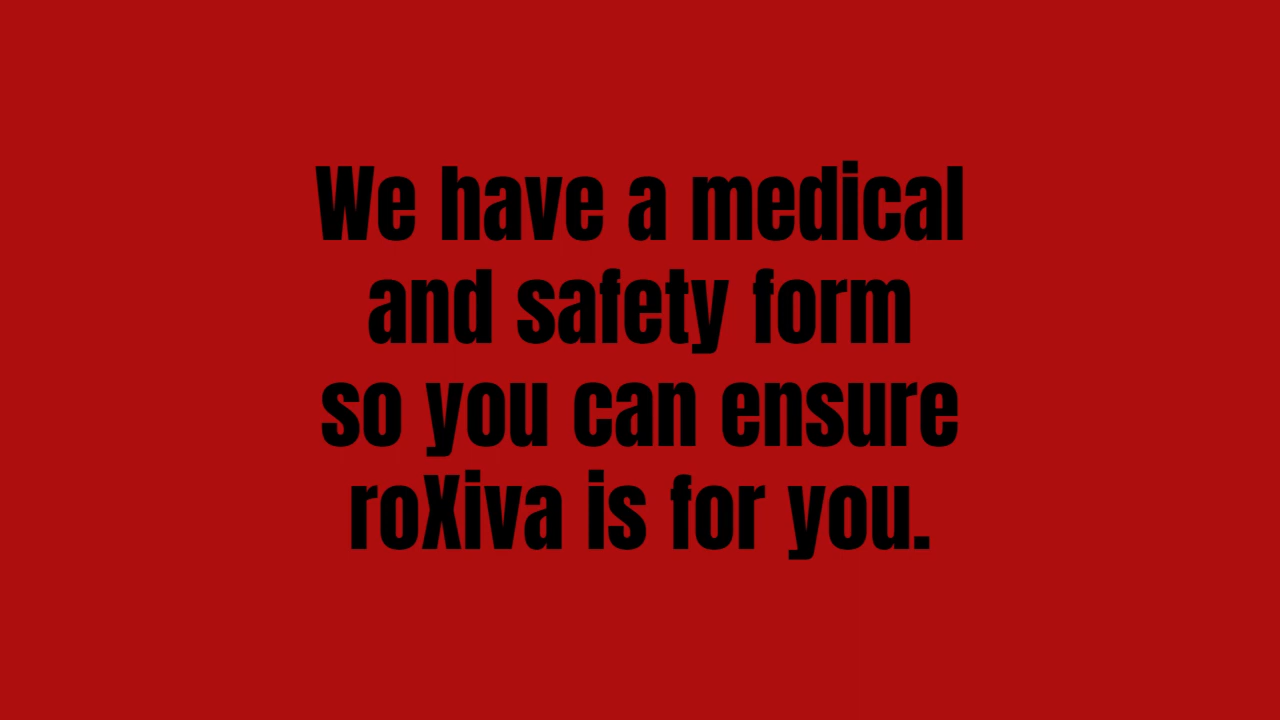 We have a medical
and safety form
so you can ensure
roXiva is for you.